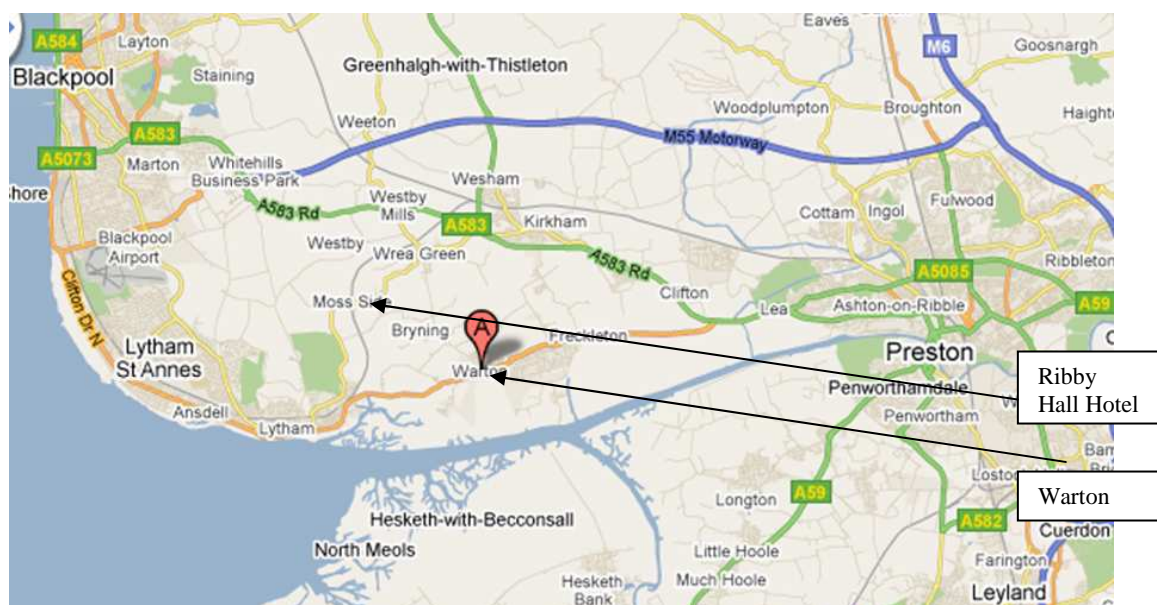 Eaves
A584
Layton
M6
Goosnargh
Blackpool
Staining
Greenhalgh-with-Thistleton
Woodplumpton
Broughton
Weeton
A583
M55 Motorway
A5073
Marton
Whitehills
Business Park
Wesham
Westby
Mills
Fulwood
A583 Rd
A583
Kirkham
Cottam
Ingol
Blackpool
Airport
Westby
Wrea Green
A583 Rd
A5085
Ribbleton
Clifton Dr N
Moss Side
Clifton
Lea
Ashton-on-Ribble
A59
Bryning
A
Freckleton
Lytham
St Annes
Warton
Preston
Ribby
Hall Hotel
Penworthamdale
Ansdell
Lytham
Penwortham
Warton
Longton
A59
Hesketh-with-Becconsall
A582
Cuerdon
North Meols
Little Hoole
Farington
Hesketh
Bank
Much Hoole
Leyland